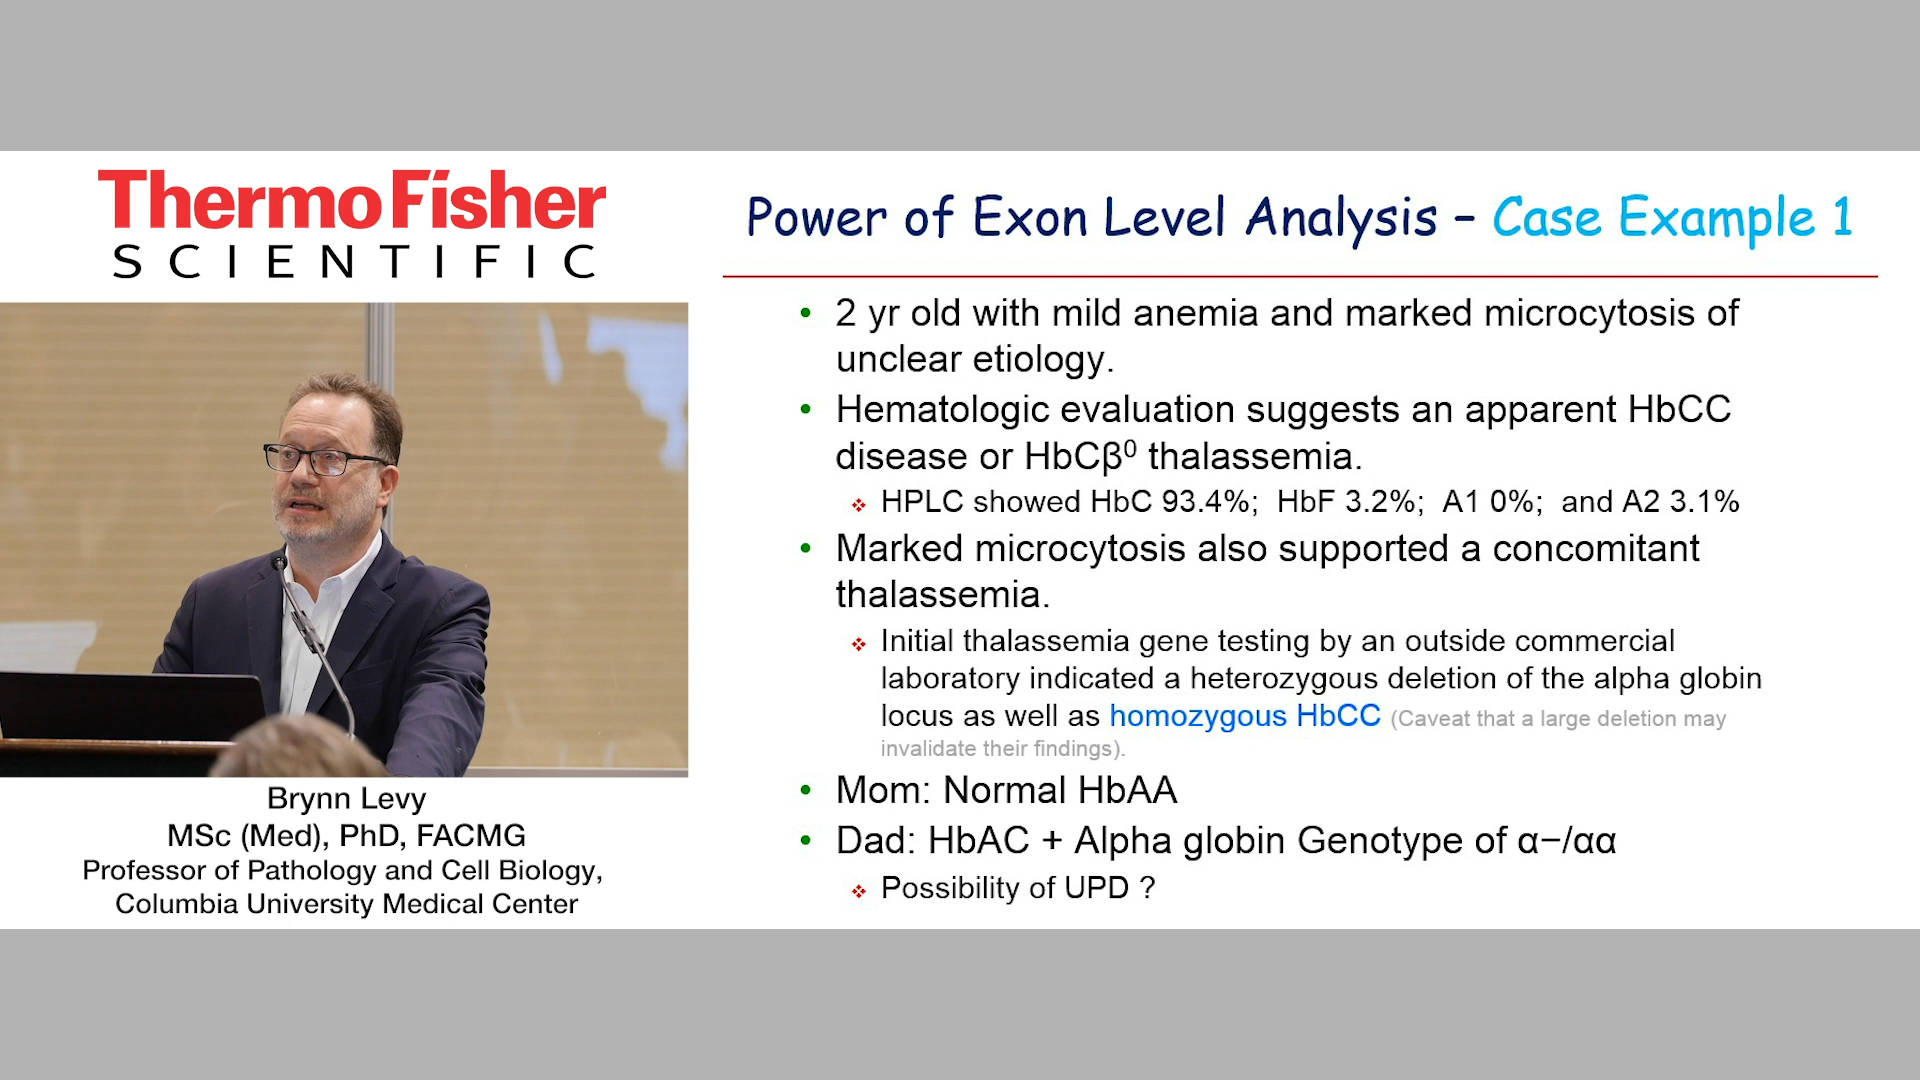 ThermoFisher
SCIENTIFIC
Brynn Levy
MSc (Med), PhD, FACMG
Professor of Pathology and Cell Biology,
Columbia University Medical Center
Power of Exon Level Analysis – Case Example 1
• 2 yr old with mild anemia and marked microcytosis of
unclear etiology.
• Hematologic evaluation suggests an apparent HbCC
disease or HbCβ⁰ thalassemia.
❖ HPLC showed HbC 93.4%; HbF 3.2%; A1 0%; and A2 3.1%
• Marked microcytosis also supported a concomitant
thalassemia.
❖ Initial thalassemia gene testing by an outside commercial
laboratory indicated a heterozygous deletion of the alpha globin
locus as well as homozygous HbCC (Caveat that a large deletion may
invalidate their findings).
• Mom: Normal HbAA
• Dad: HbAC + Alpha globin Genotype of α−/αα
❖ Possibility of UPD ?